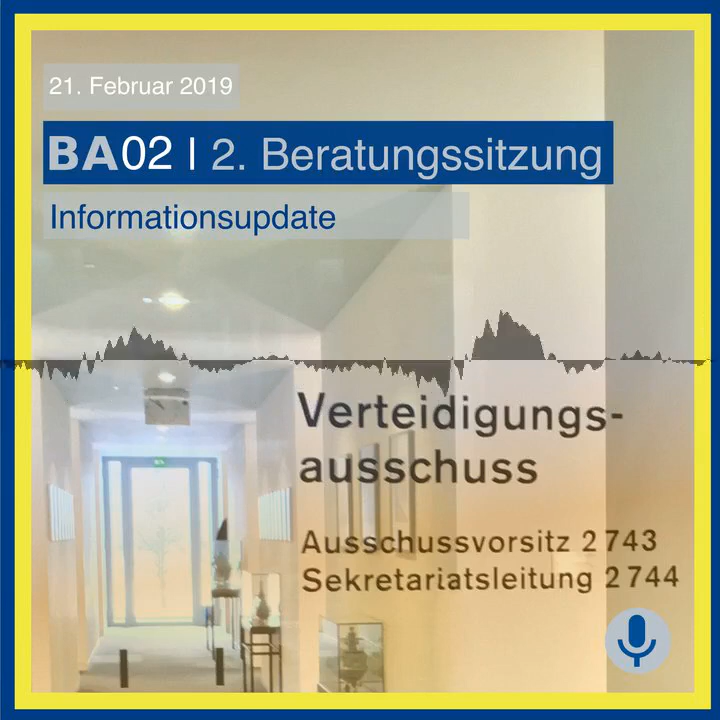 21. Februar 2019
BA02 | 2. Beratungssitzung
Informationsupdate
Verteidigungs-
ausschuss
Ausschussvorsitz 2743
Sekretariatsleitung 2744